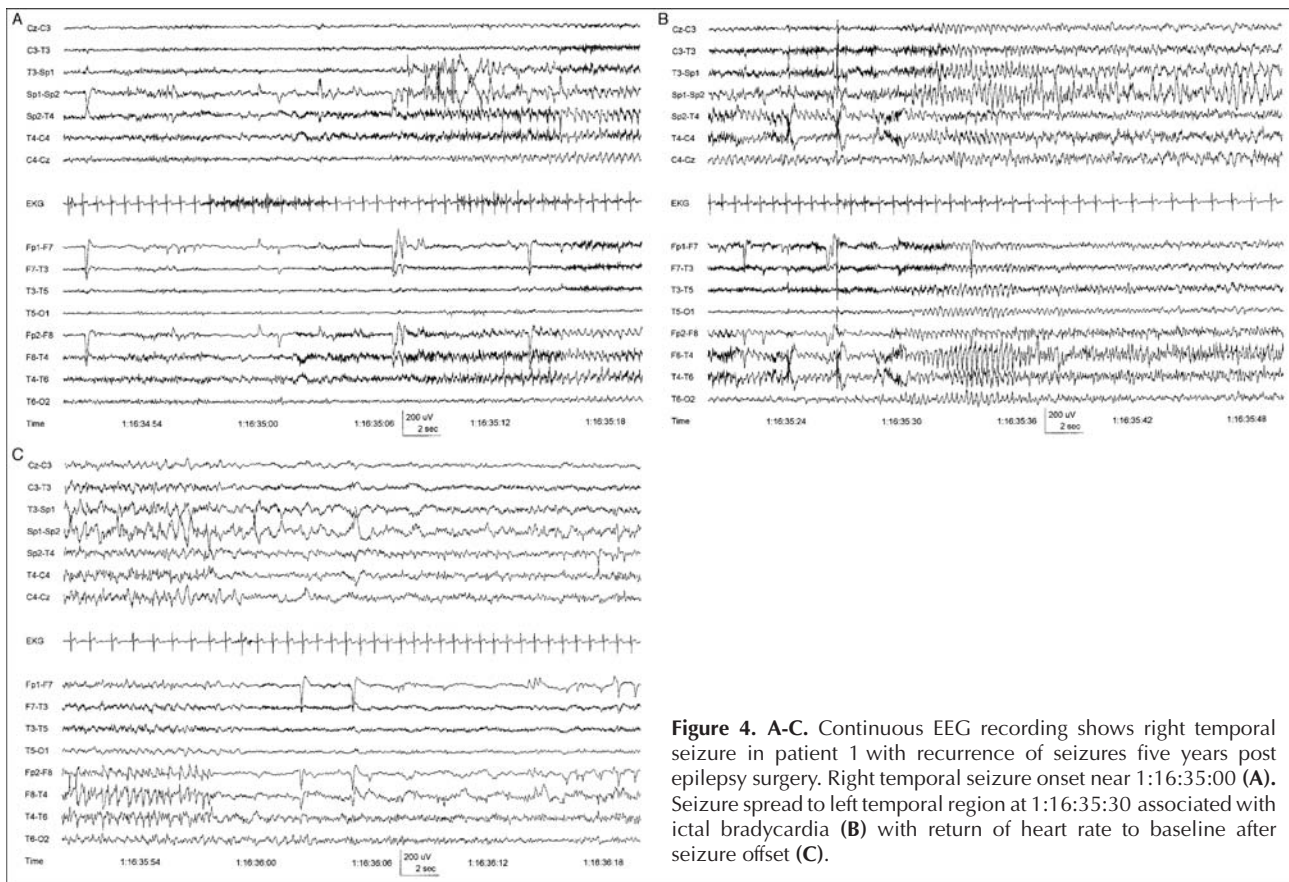 A
Cz-C3
C3-T3
T3-Sp1
Sp1-Sp2
Sp2-T4
T4-C4
C4-Cz
EKG
Fp1-F7
F7-T3
T3-T5
T5-O1
Fp2-F8
F8-T4
T4-T6
T6-O2
Time 1:16:34:54 1:16:35:00 1:16:35:06 1:16:35:12 1:16:35:18
200 uV
2 sec
B
Cz-C3
C3-T3
T3-Sp1
Sp1-Sp2
Sp2-T4
T4-C4
C4-Cz
EKG
Fp1-F7
F7-T3
T3-T5
T5-O1
Fp2-F8
F8-T4
T4-T6
T6-O2
Time 1:16:35:24 1:16:35:30 1:16:35:36 1:16:35:42 1:16:35:48
200 uV
2 sec
C
Cz-C3
C3-T3
T3-Sp1
Sp1-Sp2
Sp2-T4
T4-C4
C4-Cz
EKG
Fp1-F7
F7-T3
T3-T5
T5-O1
Fp2-F8
F8-T4
T4-T6
T6-O2
Time 1:16:35:54 1:16:36:00 1:16:36:06 1:16:36:12 1:16:36:18
200 uV
2 sec
Figure 4. A-C. Continuous EEG recording shows right temporal
seizure in patient 1 with recurrence of seizures five years post
epilepsy surgery. Right temporal seizure onset near 1:16:35:00 (A).
Seizure spread to left temporal region at 1:16:35:30 associated with
ictal bradycardia (B) with return of heart rate to baseline after
seizure offset (C).